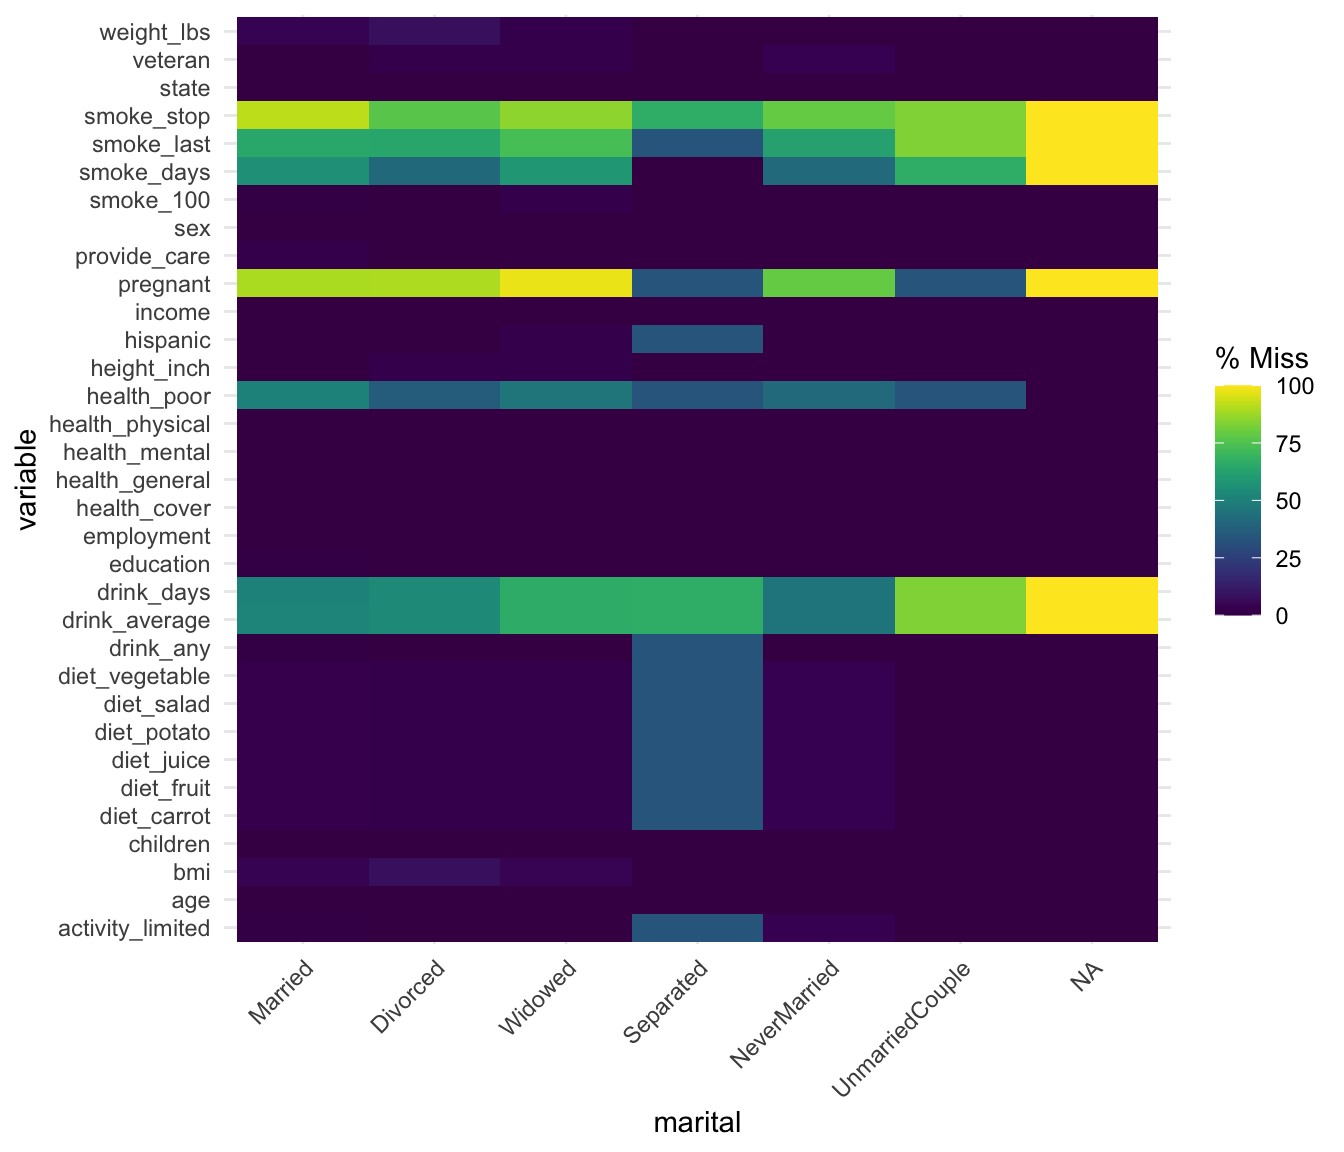 weight_lbs
veteran
state
smoke_stop
smoke_last
smoke_days
smoke_100
sex
provide_care
pregnant
income
hispanic
height_inch
health_poor
health_physical
health_mental
health_general
health_cover
employment
education
drink_days
drink_average
drink_any
diet_vegetable
diet_salad
diet_potato
diet_juice
diet_fruit
diet_carrot
children
bmi
age
activity_limited
variable
Married
Divorced
Widowed
Separated
NeverMarried
UnmarriedCouple
NA
marital
% Miss
100
75
50
25
0